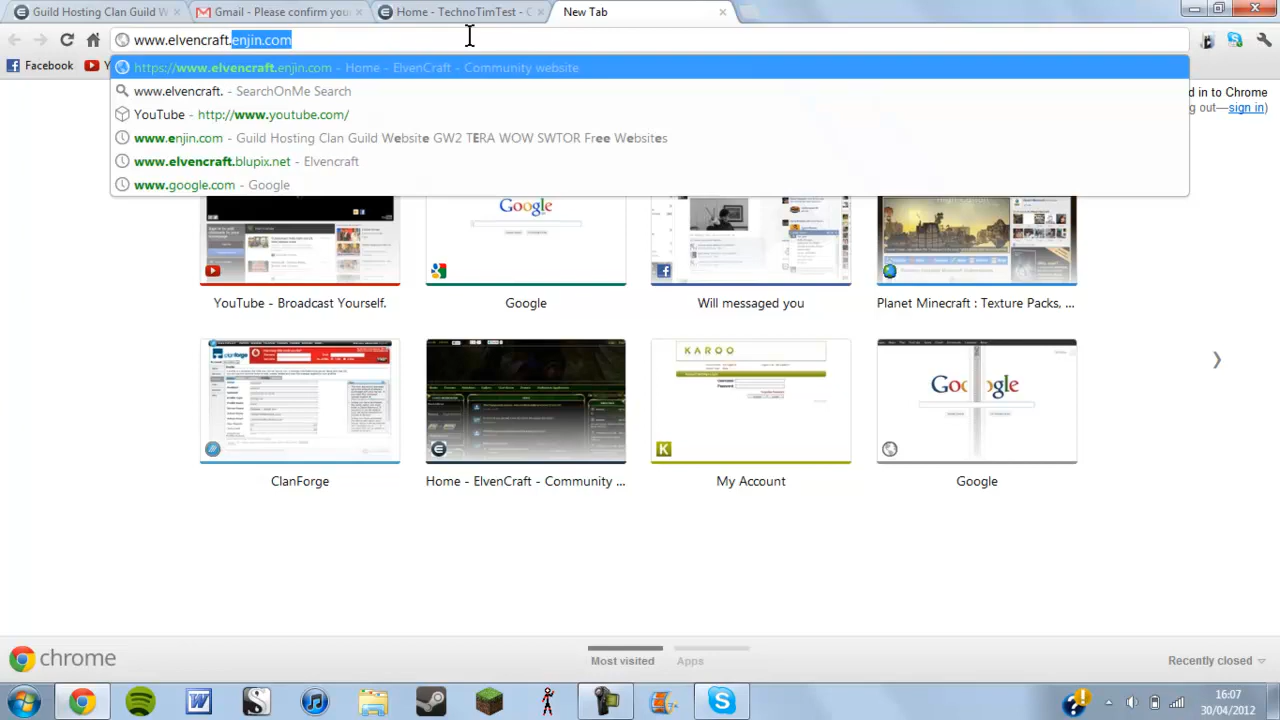 Guild Hosting Clan Guild W
Gmail - Please confirm your
Home - TechnoTimTest - C
New Tab
www.elvencraft.enjin.com
Facebook
Y
https://www.elvencraft.enjin.com - Home - ElvenCraft - Community website
www.elvencraft. - SearchOnMe Search
YouTube - http://www.youtube.com/
www.enjin.com - Guild Hosting Clan Guild Website GW2 TERA WOW SWTOR Free Websites
www.elvencraft.blupix.net - Elvencraft
www.google.com - Google
d in to Chrome
g out—sign in)
Google
YouTube - Broadcast Yourself.
Google
Will messaged you
Planet Minecraft : Texture Packs, ...
clanforge
KAROO
ClanForge
Home - ElvenCraft - Community ...
My Account
Google
chrome
Most visited
Apps
Recently closed
16:07
30/04/2012